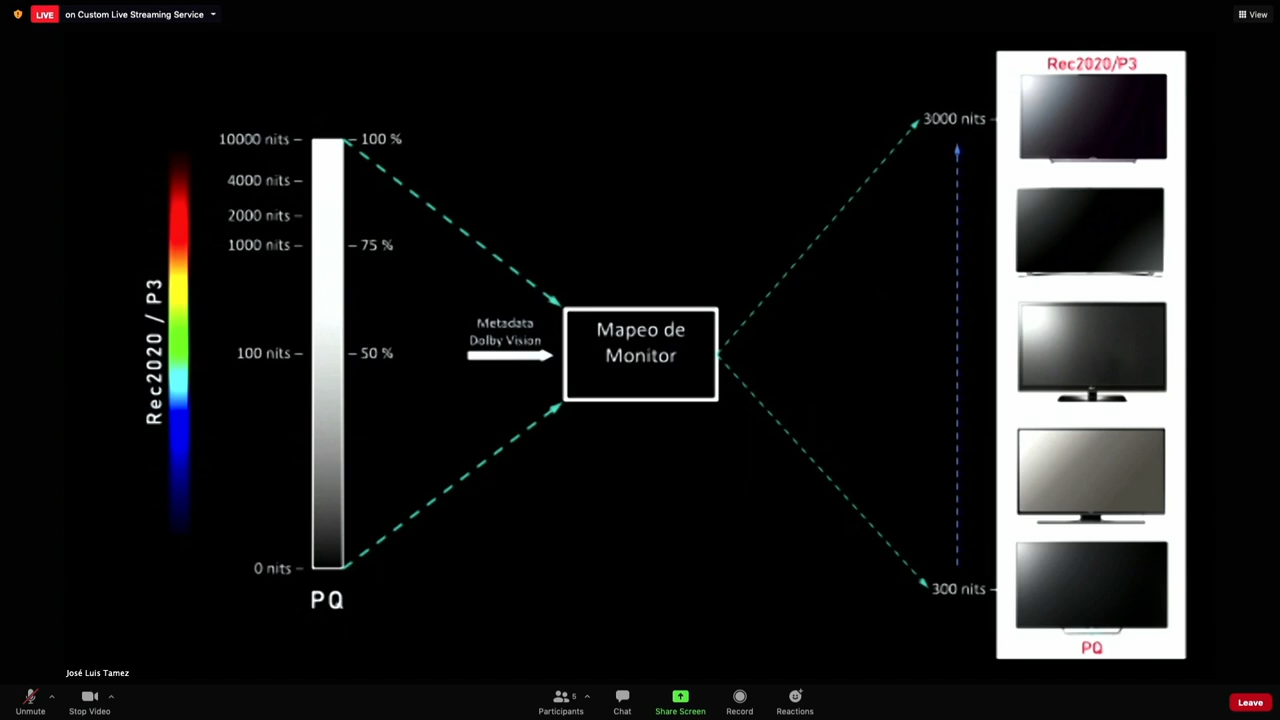 LIVE on Custom Live Streaming Service
View
Rec2020/P3
3000 nits –
10000 nits –
– 100 %
4000 nits –
2000 nits –
1000 nits –
– 75 %
Rec2020 / P3
Metadata
Dolby Vision
Mapeo de
Monitor
100 nits –
– 50 %
0 nits –
300 nits –
PQ
PQ
José Luis Tamez
Unmute
Stop Video
Participants 5
Chat
Share Screen
Record
Reactions
Leave